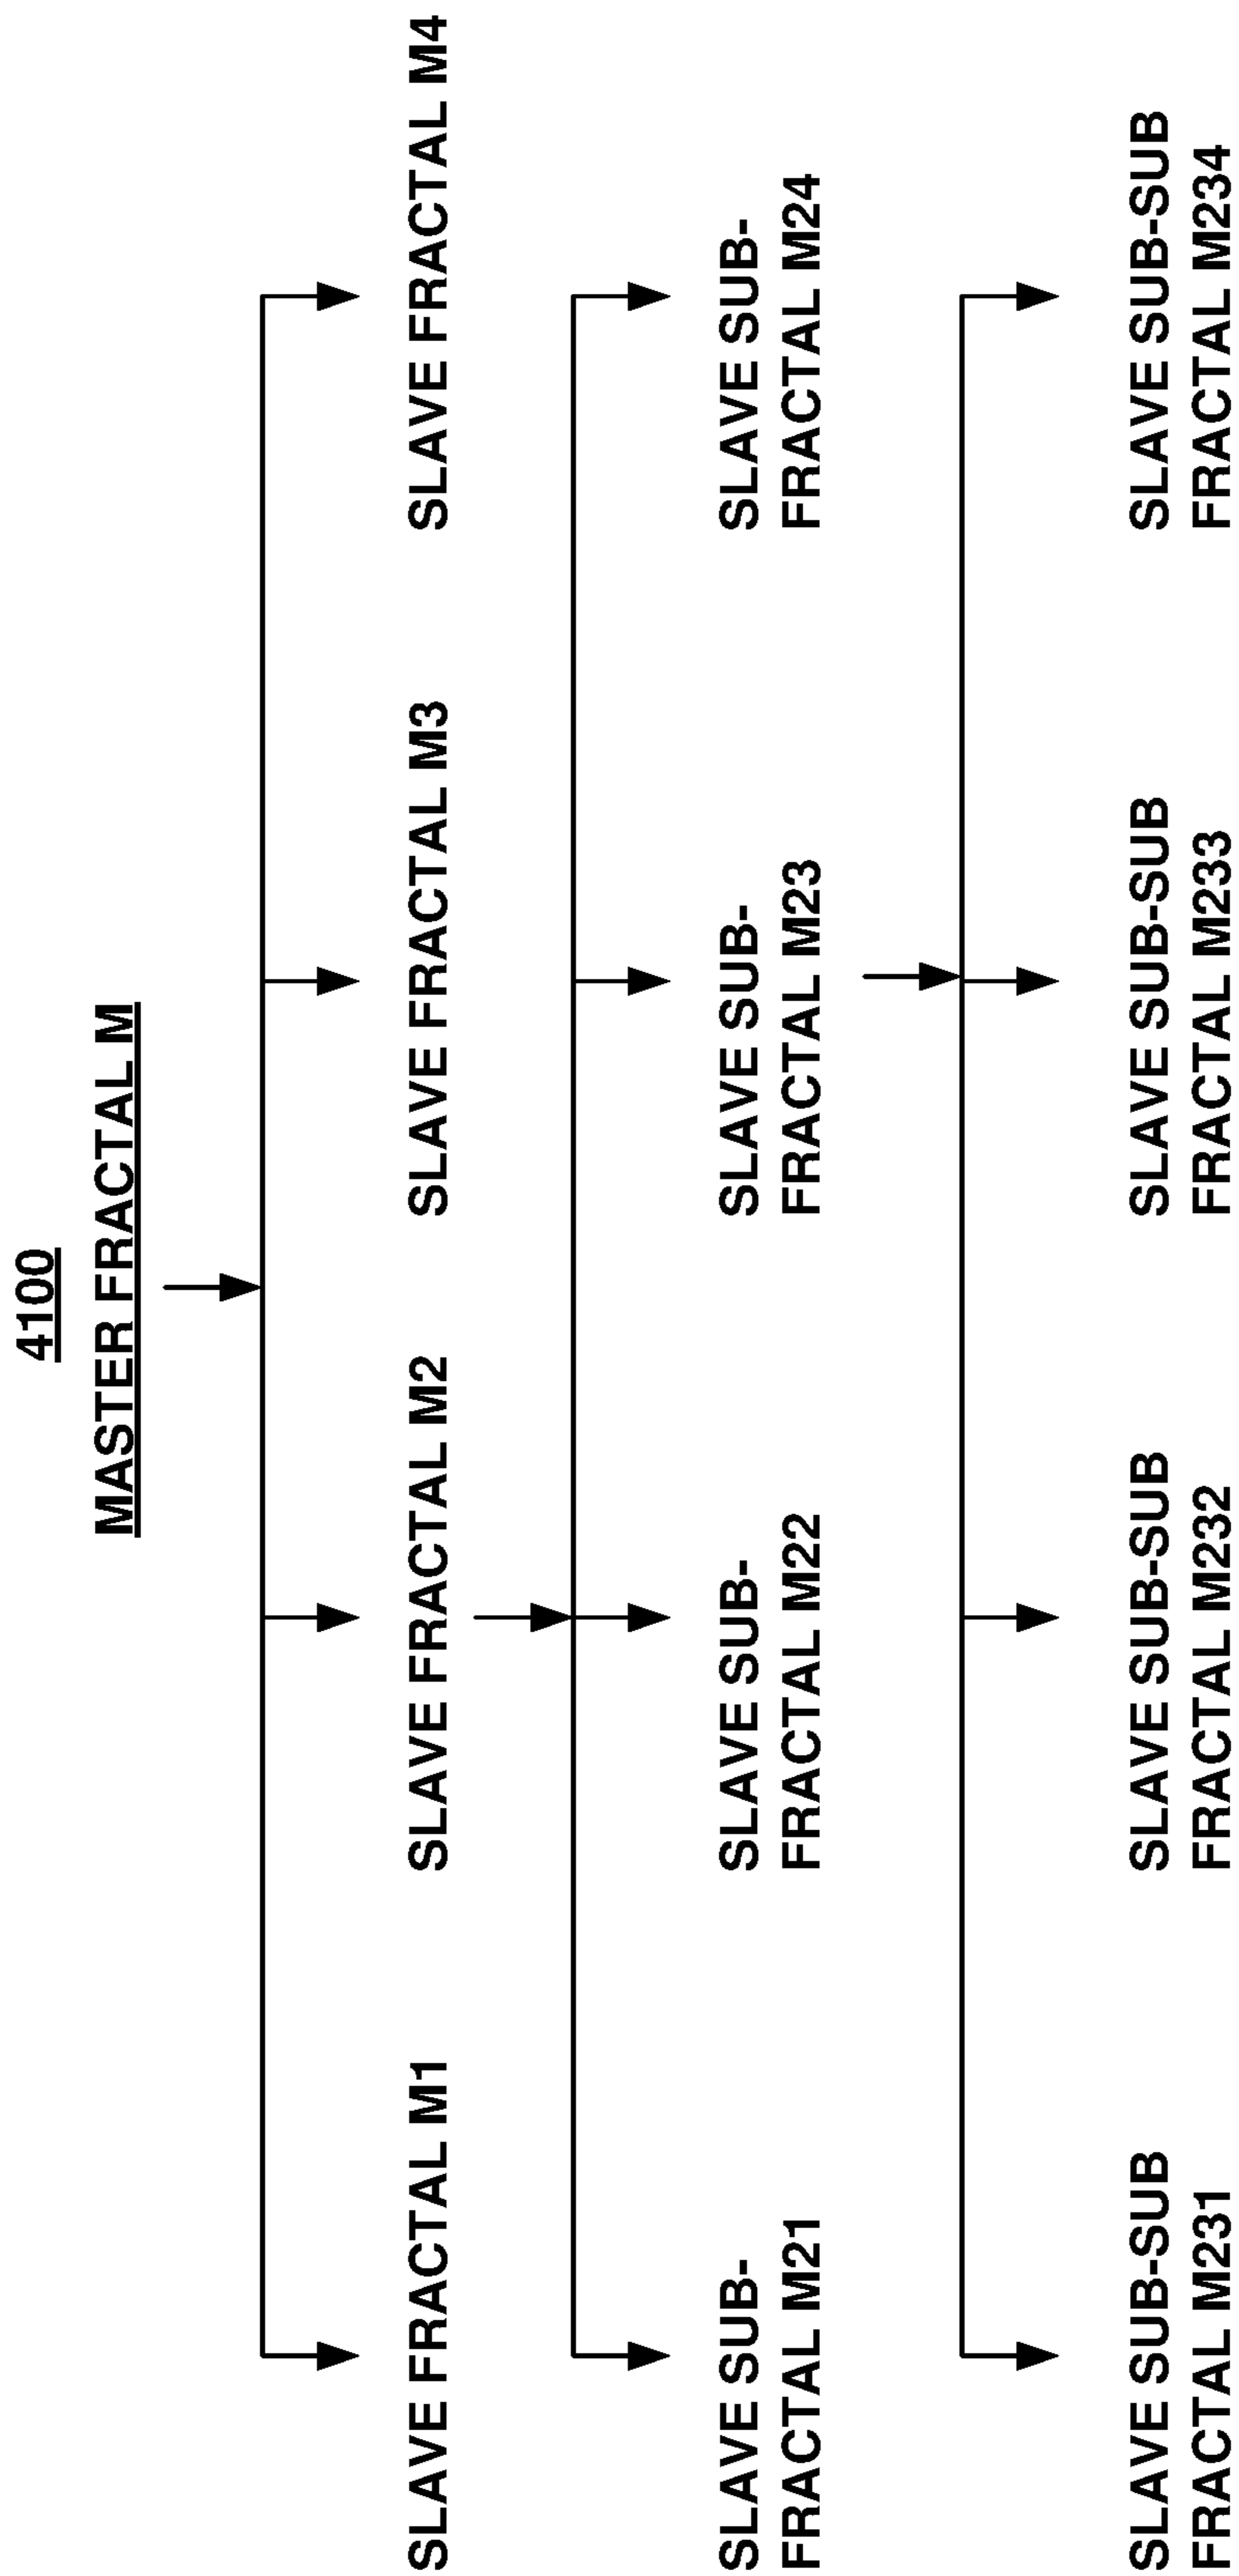 4100
MASTER FRACTAL M
SLAVE FRACTAL M1
SLAVE FRACTAL M2
SLAVE FRACTAL M3
SLAVE FRACTAL M4
SLAVE SUB-
FRACTAL M21
SLAVE SUB-
FRACTAL M22
SLAVE SUB-
FRACTAL M23
SLAVE SUB-
FRACTAL M24
SLAVE SUB-SUB
FRACTAL M231
SLAVE SUB-SUB
FRACTAL M232
SLAVE SUB-SUB
FRACTAL M233
SLAVE SUB-SUB
FRACTAL M234